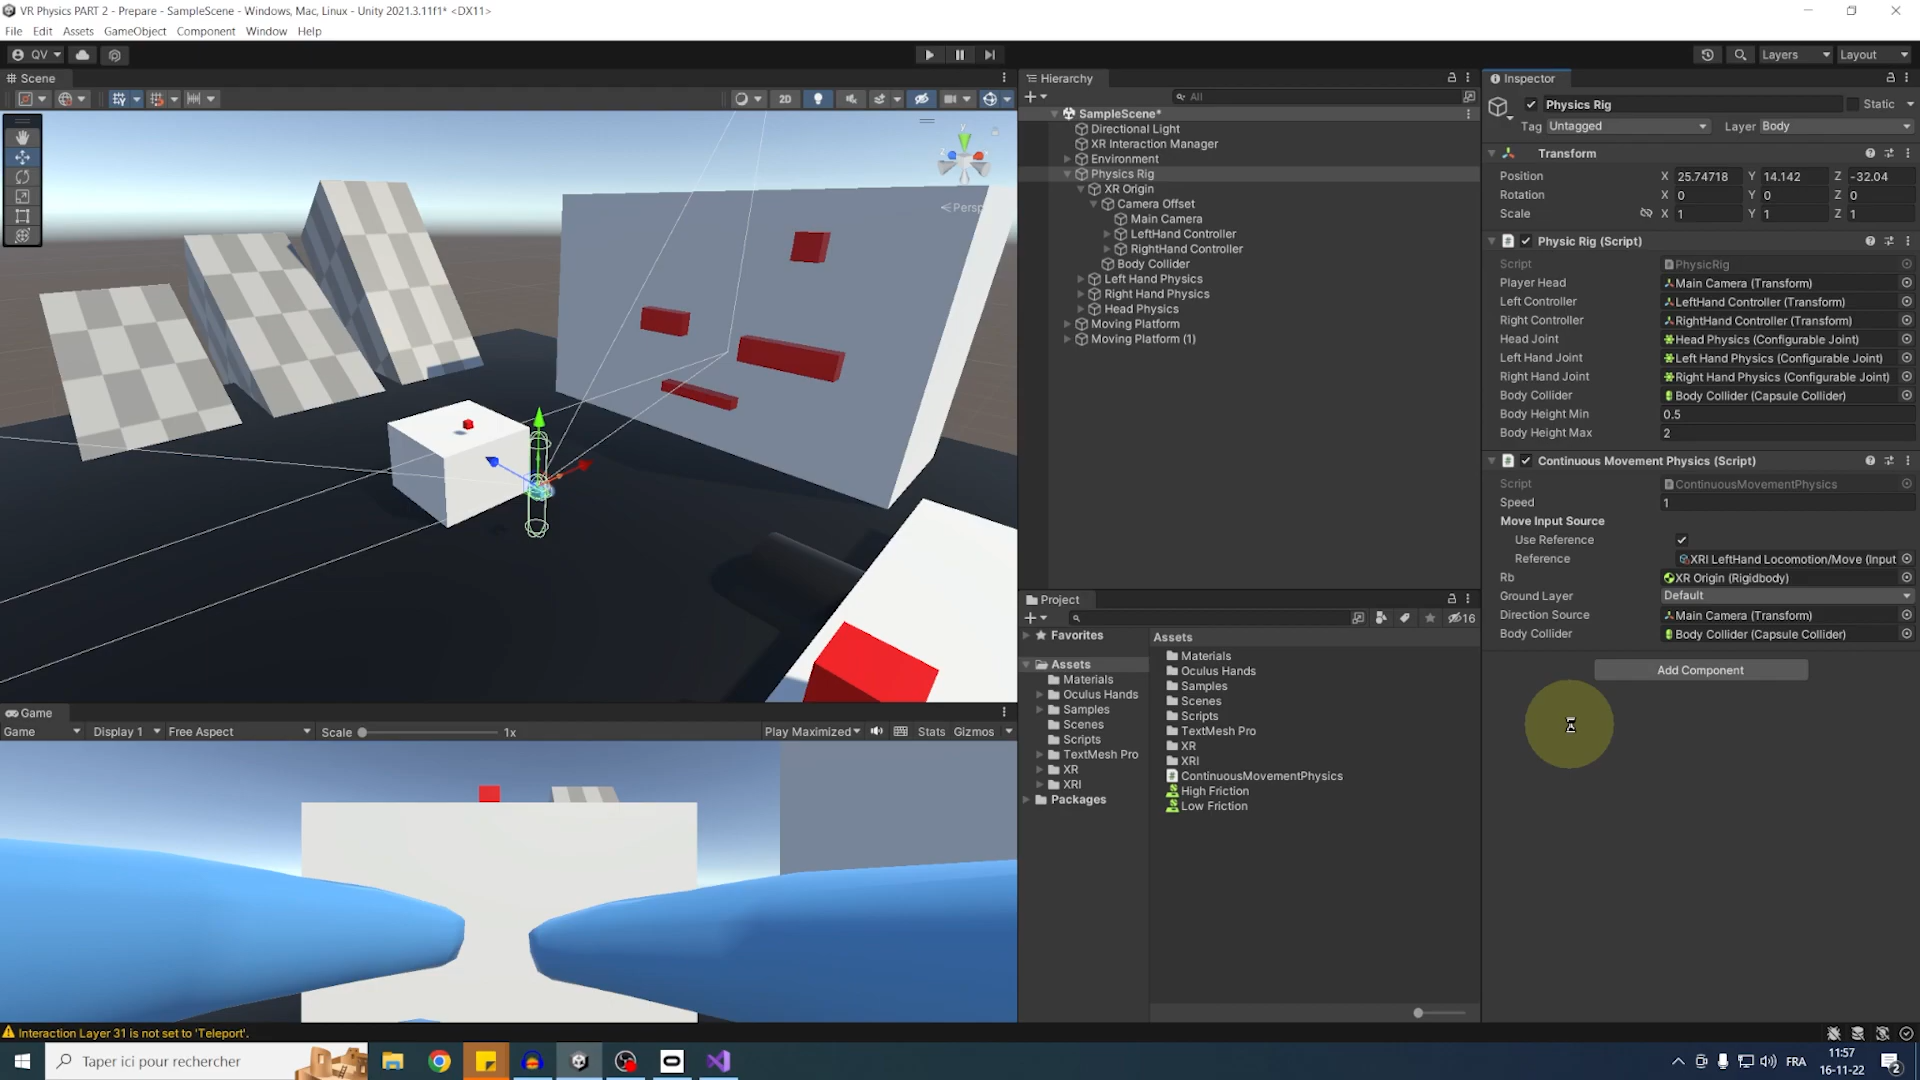 VR Physics PART 2 - Prepare - SampleScene - Windows, Mac, Linux - Unity 2021.3.11f1* <DX11>
File Edit Assets GameObject Component Window Help
QV
Layers Layout
Scene
2D
Persp
Hierarchy
All
SampleScene*
Directional Light
XR Interaction Manager
Environment
Physics Rig
XR Origin
Camera Offset
Main Camera
LeftHand Controller
RightHand Controller
Body Collider
Left Hand Physics
Right Hand Physics
Head Physics
Moving Platform
Moving Platform (1)
Inspector
Physics Rig Static
Tag Untagged Layer Body
Transform
Position X 25.74718 Y 14.142 Z -32.04
Rotation X 0 Y 0 Z 0
Scale X 1 Y 1 Z 1
Physic Rig (Script)
Script PhysicRig
Player Head Main Camera (Transform)
Left Controller LeftHand Controller (Transform)
Right Controller RightHand Controller (Transform)
Head Joint Head Physics (Configurable Joint)
Left Hand Joint Left Hand Physics (Configurable Joint)
Right Hand Joint Right Hand Physics (Configurable Joint)
Body Collider Body Collider (Capsule Collider)
Body Height Min 0.5
Body Height Max 2
Continuous Movement Physics (Script)
Script ContinuousMovementPhysics
Speed 1
Move Input Source
Use Reference
Reference XRI LeftHand Locomotion/Move (Input
Rb XR Origin (Rigidbody)
Ground Layer Default
Direction Source Main Camera (Transform)
Body Collider Body Collider (Capsule Collider)
Add Component
Project
16
Favorites
Assets
Materials
Oculus Hands
Samples
Scenes
Scripts
TextMesh Pro
XR
XRI
Packages
Assets
Materials
Oculus Hands
Samples
Scenes
Scripts
TextMesh Pro
XR
XRI
ContinuousMovementPhysics
High Friction
Low Friction
Game
Game Display 1 Free Aspect Scale 1x Play Maximized Stats Gizmos
Interaction Layer 31 is not set to 'Teleport'.
Taper ici pour rechercher
FRA
11:57
16-11-22
2